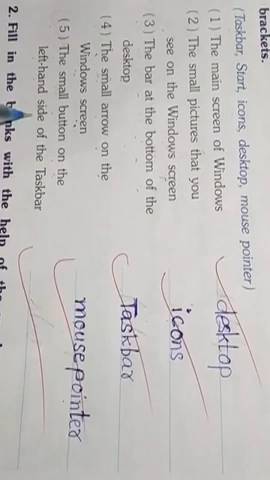 brackets.
(Taskbar, Start, icons, desktop, mouse pointer)
(1) The main screen of Windows desktop
(2) The small pictures that you
see on the Windows screen icons
(3) The bar at the bottom of the
desktop Taskbar
(4) The small arrow on the
Windows screen mousepointer
(5) The small button on the
left-hand side of the Taskbar
2. Fill in the with the help of the